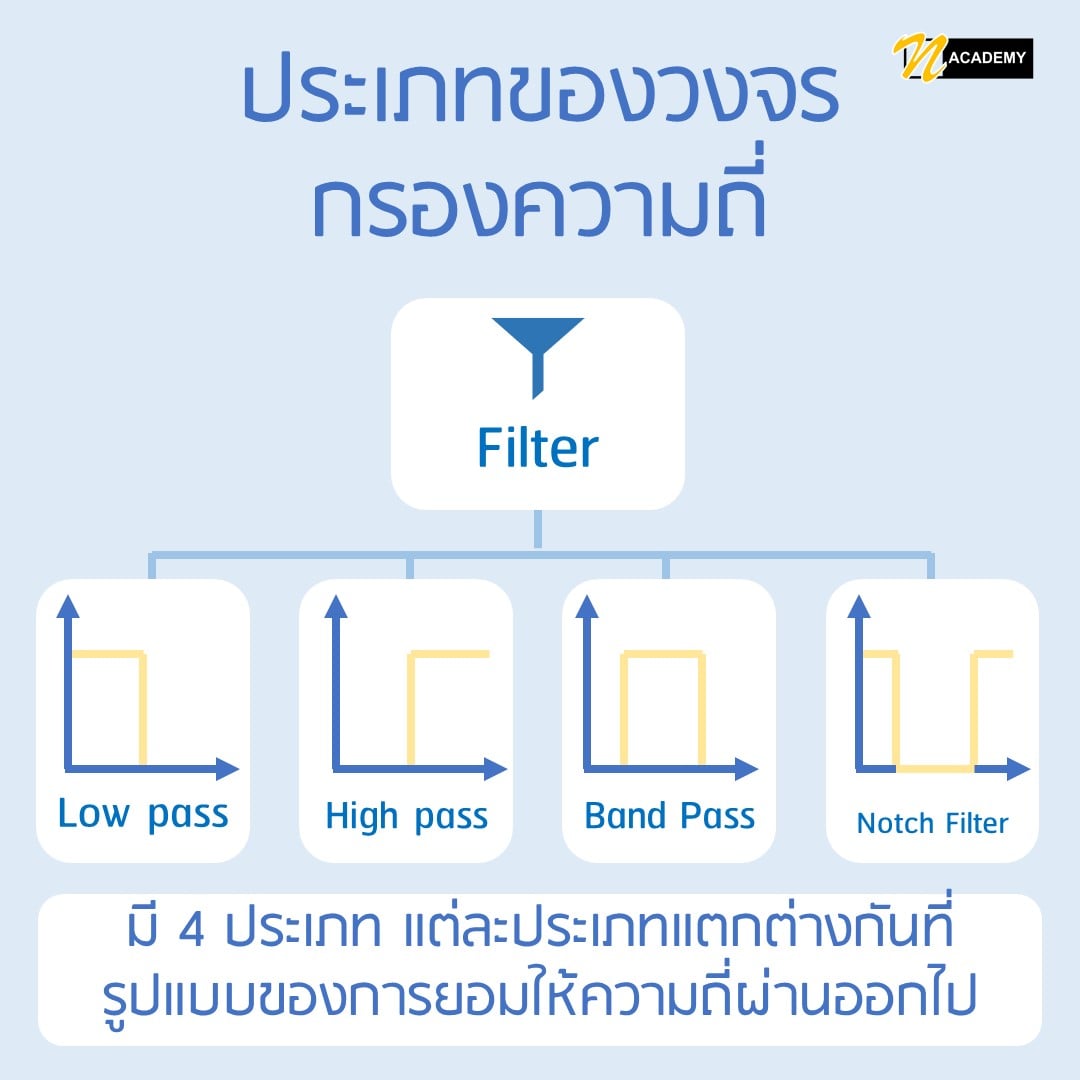 n ACADEMY
ประเภทของวงจร
กรองความถี่
Filter
Low pass
High pass
Band Pass
Notch Filter
มี 4 ประเภท แต่ละประเภทแตกต่างกันที่
รูปแบบของการยอมให้ความถี่ผ่านออกไป